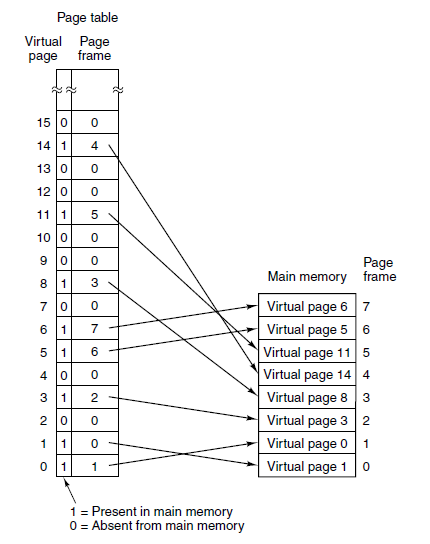 Page table
Virtual Page
page frame
15 0 0
14 1 4
13 0 0
12 0 0
11 1 5
10 0 0
9 0 0
8 1 3
7 0 0
6 1 7
5 1 6
4 0 0
3 1 2
2 0 0
1 1 0
0 1 1
1 = Present in main memory
0 = Absent from main memory
Page
Main memory frame
Virtual page 6 7
Virtual page 5 6
Virtual page 11 5
Virtual page 14 4
Virtual page 8 3
Virtual page 3 2
Virtual page 0 1
Virtual page 1 0